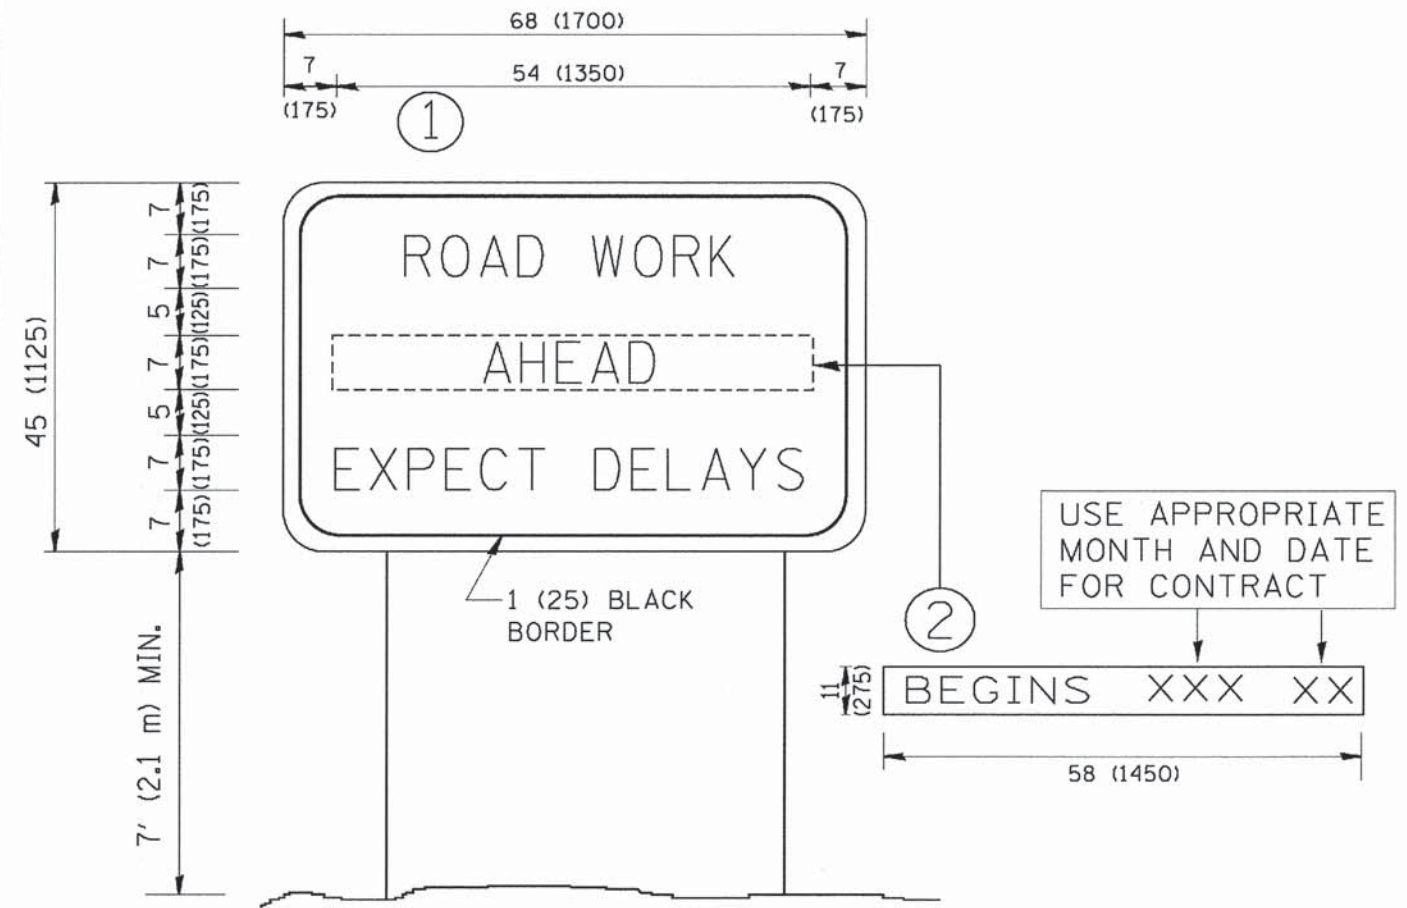 68 (1700)
7
54 (1350)
7
(175)
(175)
1
45 (1125)
7 (175)
7 (175)
5 (125)
7 (175)
5 (125)
7 (175)
7 (175)
ROAD WORK
AHEAD
EXPECT DELAYS
1 (25) BLACK
BORDER
7' (2.1 m) MIN.
2
USE APPROPRIATE
MONTH AND DATE
FOR CONTRACT
11
(275)
BEGINS XXX XX
58 (1450)